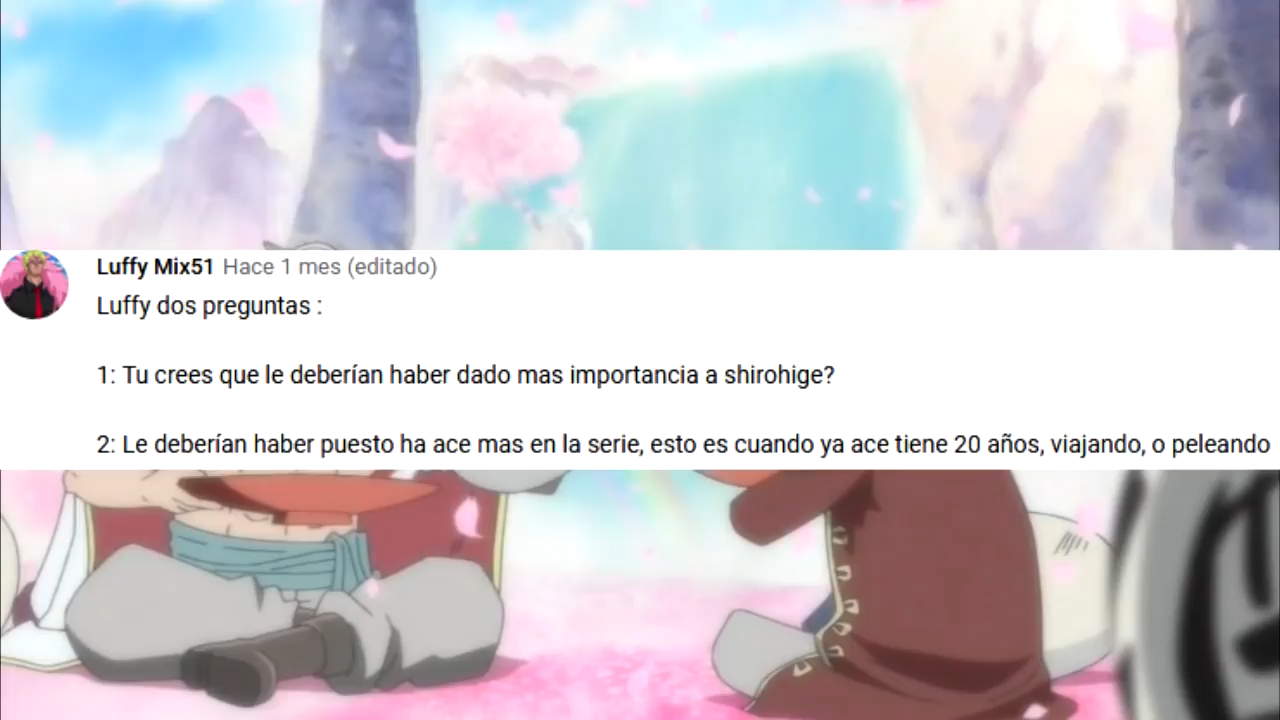 Luffy Mix51 Hace 1 mes (editado)
Luffy dos preguntas :
1: Tu crees que le deberían haber dado mas importancia a shirohige?
2: Le deberían haber puesto ha ace mas en la serie, esto es cuando ya ace tiene 20 años, viajando, o peleando